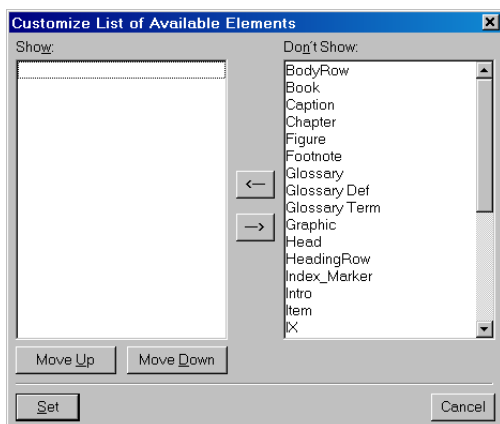 Customize List of Available Elements
Show:
Don't Show:
BodyRow
Book
Caption
Chapter
Figure
Footnote
Glossary
Glossary Def
Glossary Term
Graphic
Head
HeadingRow
Index_Marker
Intro
Item
IX
<—
—>
Move Up
Move Down
Set
Cancel